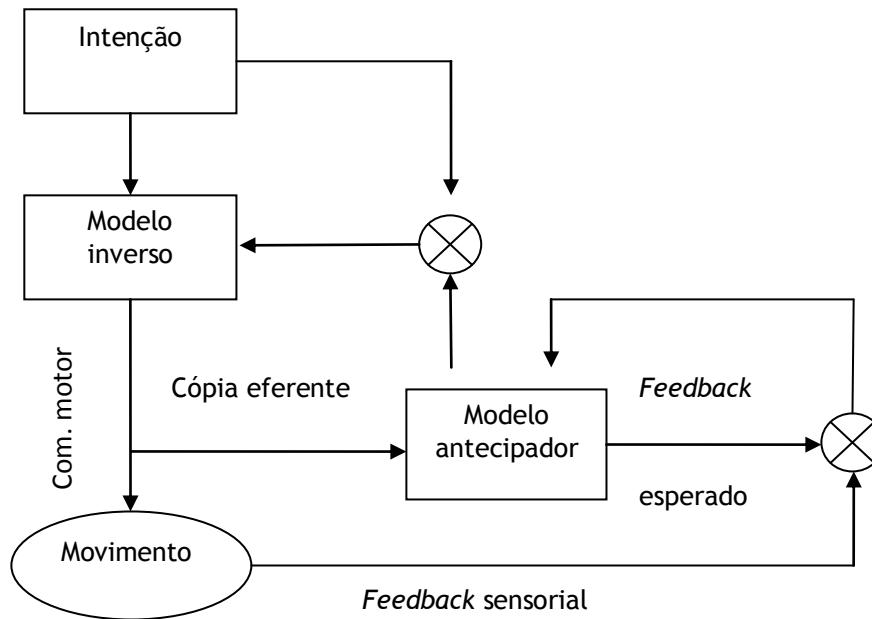 Intenção
Modelo
inverso
Com. motor
Cópia eferente
Feedback
Modelo
antecipador
esperado
Movimento
Feedback sensorial